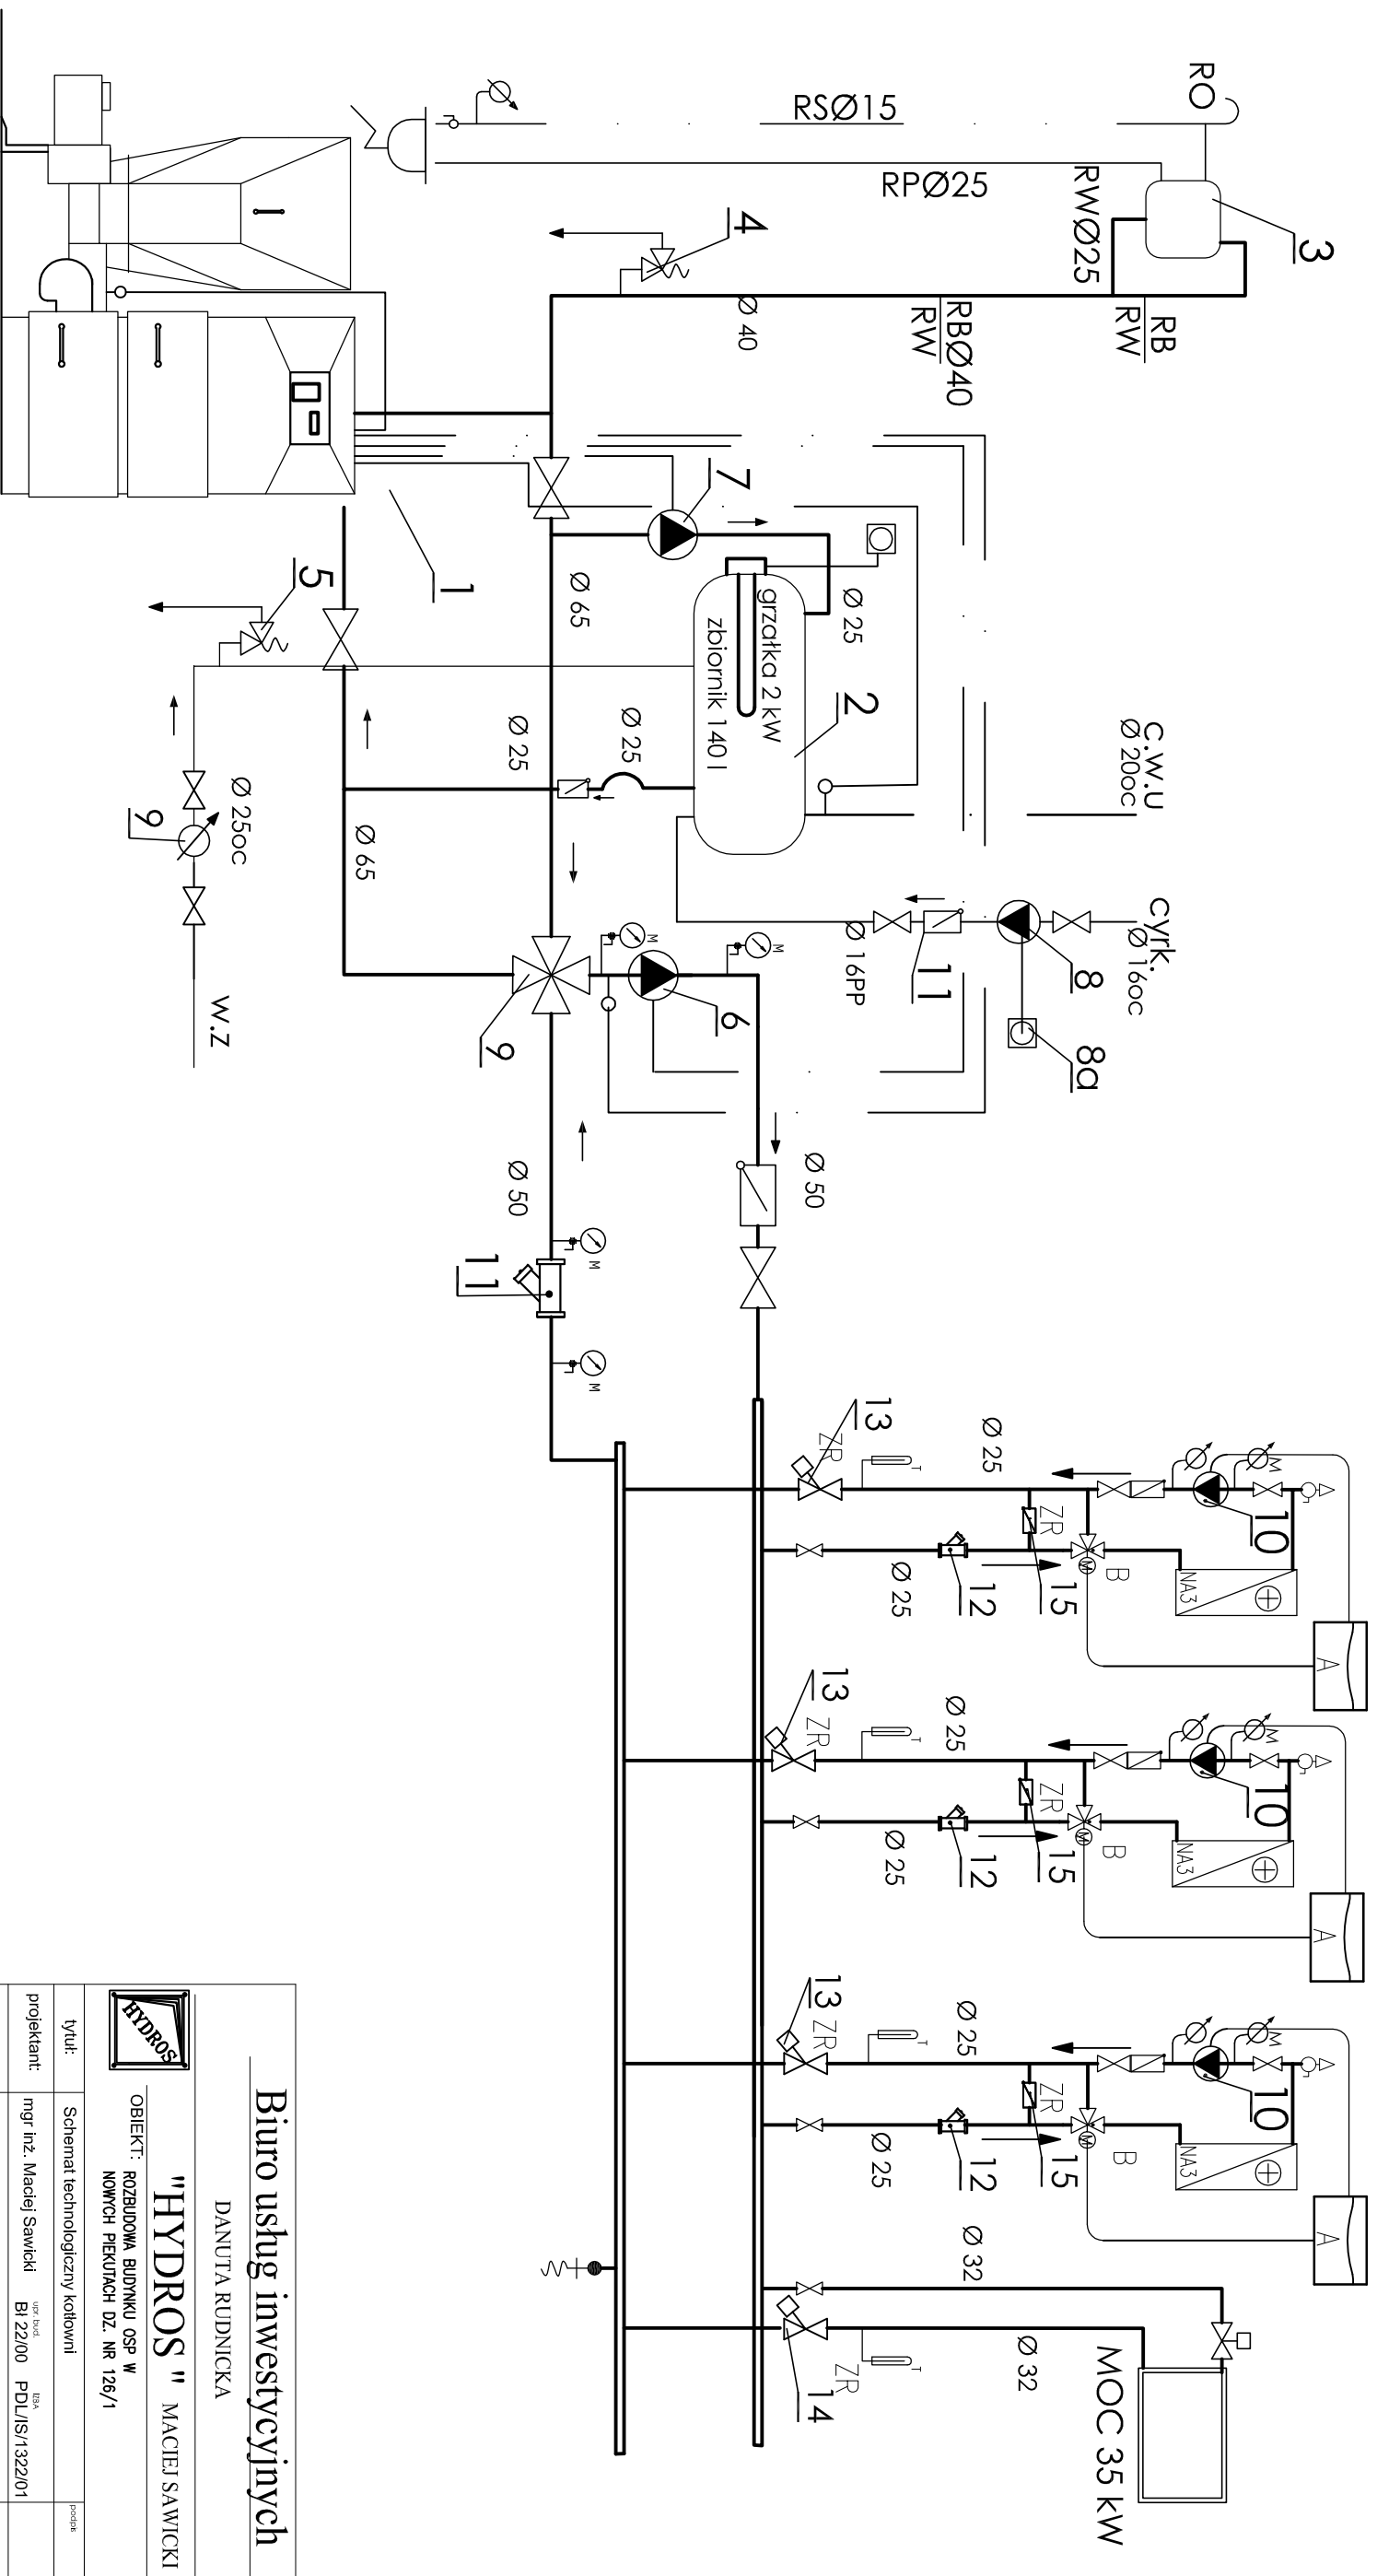 RO
RSØ15
RPØ25
RWØ25
3
RB
RW
RBØ40
RW
4
Ø 40
1
5
7
Ø 65
Ø 25
grzałka 2 kW
zbiornik 140 l
2
C.W.U
Ø 20oc
Ø 25
Ø 25
Ø 65
Ø 25oc
9
w.z
cyrk.
Ø 16oc
8
8a
11
Ø 16PP
M
M
6
9
Ø 50
Ø 50
11
M
M
13
ZR
T
Ø 25
M
10
ZR
15
12
Ø 25
M
B
NA3
A
13
ZR
T
Ø 25
M
10
ZR
15
12
Ø 25
M
B
NA3
A
13
ZR
T
Ø 25
M
10
ZR
15
12
Ø 25
M
B
NA3
A
Ø 32
Ø 32
ZR
T
14
MOC 35 kW
Biuro usług inwestycyjnych
DANUTA RUDNICKA
"HYDROS " MACIEJ SAWICKI
HYDROS
OBIEKT: ROZBUDOWA BUDYNKU OSP W
NOWYCH PIEKUTACH DZ. NR 126/1
tytuł: Schemat technologiczny kotłowni
podpis
projektant: mgr inż. Maciej Sawicki upr. bud. Bł 22/00 PDL/IS/1322/01